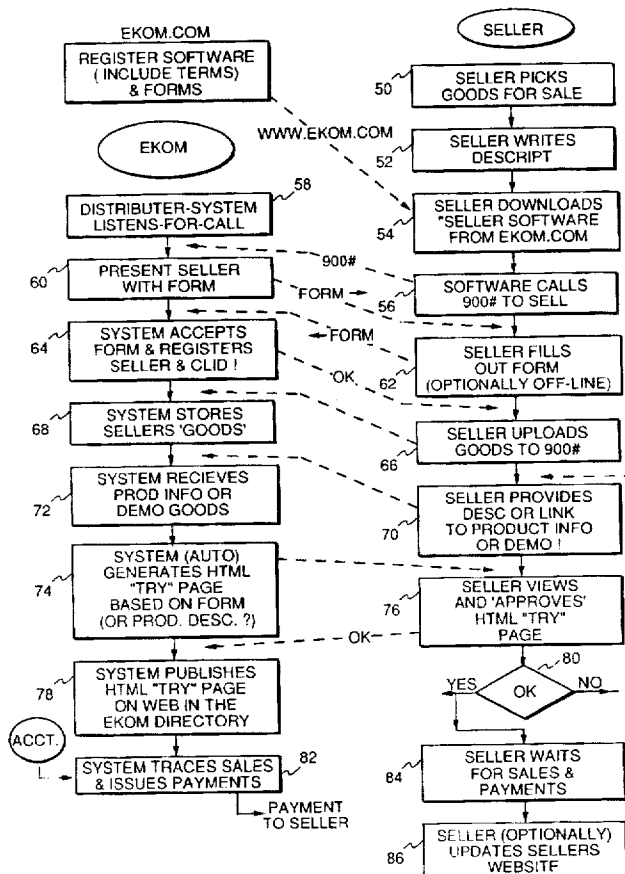 EKOM.COM
REGISTER SOFTWARE
(INCLUDE TERMS)
& FORMS
WWW.EKOM.COM
EKOM
58
DISTRIBUTER-SYSTEM
LISTENS-FOR-CALL
60
PRESENT SELLER
WITH FORM
64
SYSTEM ACCEPTS
FORM & REGISTERS
SELLER & CLID !
68
SYSTEM STORES
SELLERS 'GOODS'
72
SYSTEM RECIEVES
PROD INFO OR
DEMO GOODS
74
SYSTEM (AUTO)
GENERATES HTML
"TRY" PAGE
BASED ON FORM
(OR PROD. DESC. ?)
78
SYSTEM PUBLISHES
HTML "TRY" PAGE
ON WEB IN THE
EKOM DIRECTORY
ACCT.
82
SYSTEM TRACES SALES
& ISSUES PAYMENTS
PAYMENT
TO SELLER
900#
FORM
FORM
OK
OK
SELLER
50
SELLER PICKS
GOODS FOR SALE
52
SELLER WRITES
DESCRIPT
54
SELLER DOWNLOADS
"SELLER SOFTWARE
FROM EKOM.COM
56
SOFTWARE CALLS
900# TO SELL
62
SELLER FILLS
OUT FORM
(OPTIONALLY OFF-LINE)
66
SELLER UPLOADS
GOODS TO 900#
70
SELLER PROVIDES
DESC OR LINK
TO PRODUCT INFO
OR DEMO !
76
SELLER VIEWS
AND 'APPROVES'
HTML "TRY"
PAGE
80
YES
OK
NO
84
SELLER WAITS
FOR SALES &
PAYMENTS
86
SELLER (OPTIONALLY)
UPDATES SELLERS
WEBSITE